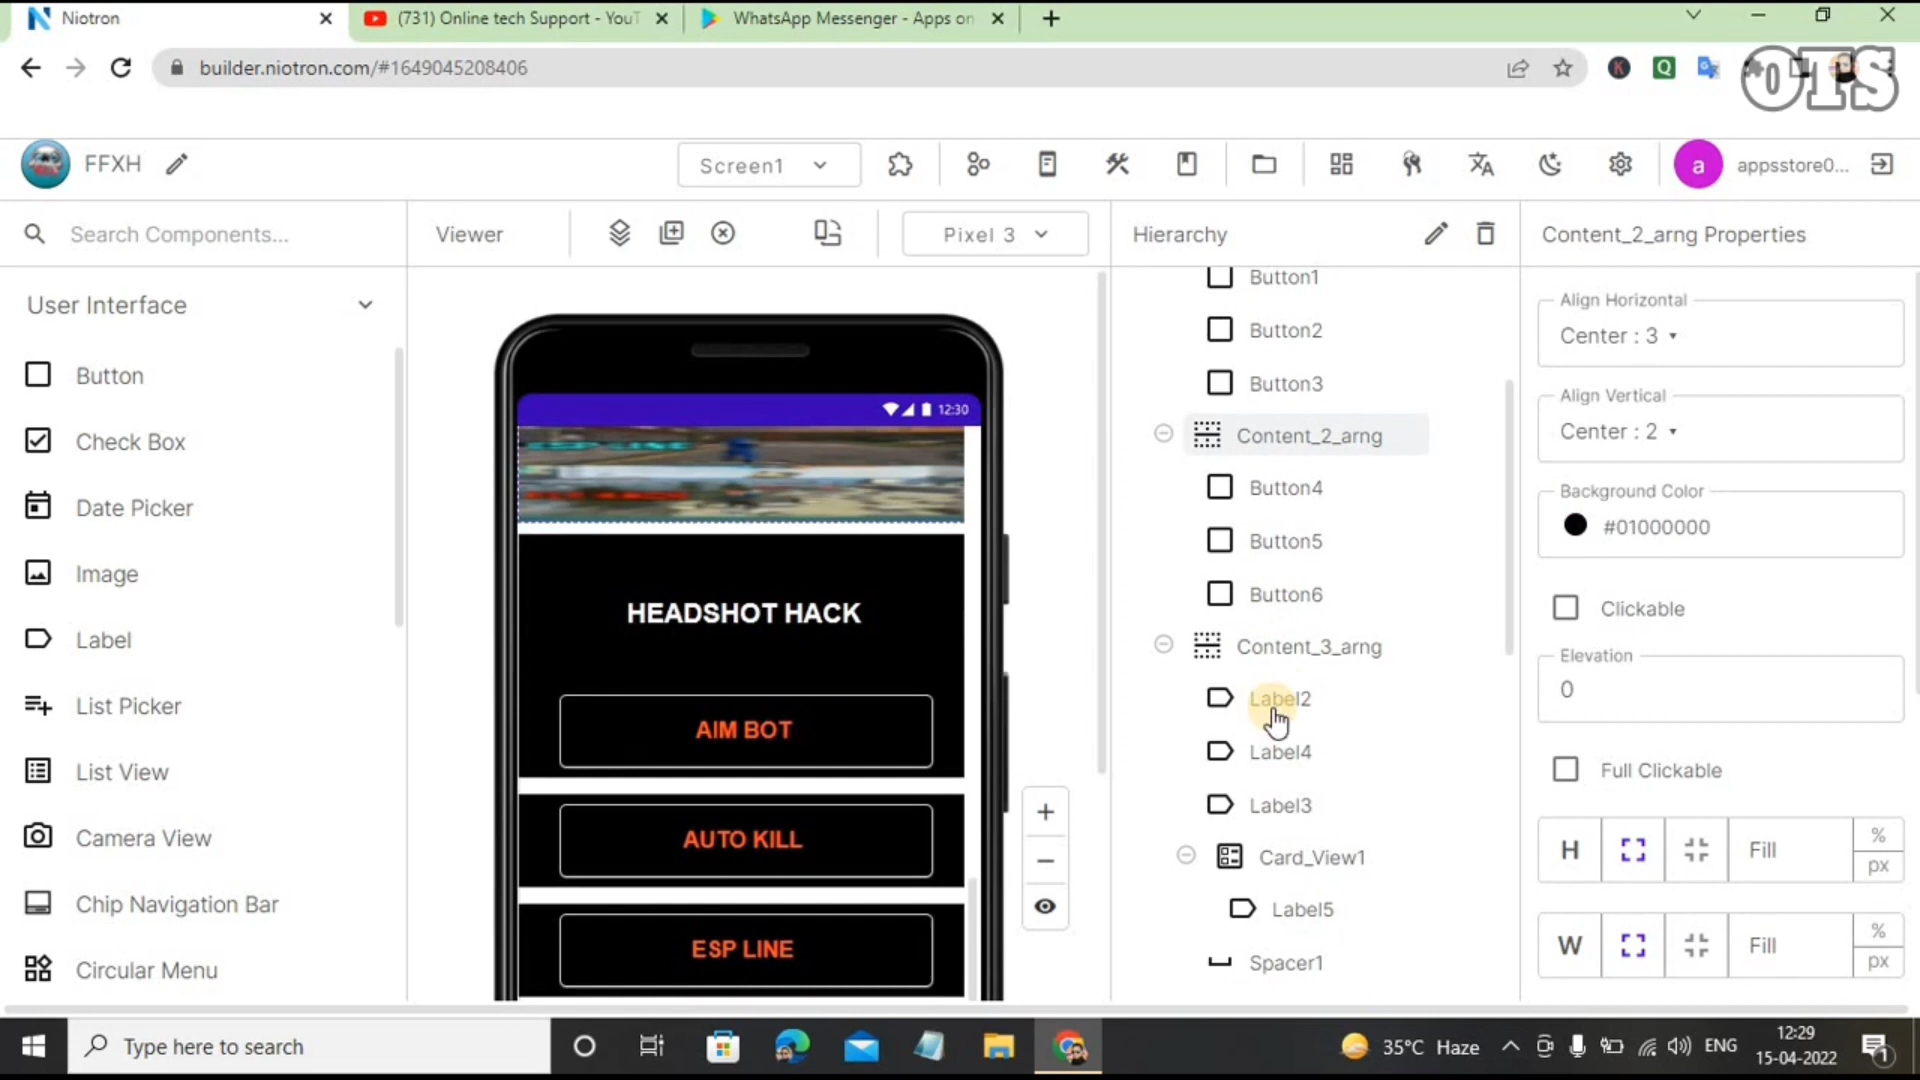 Niotron
(731) Online tech Support - YouT
WhatsApp Messenger - Apps on
builder.niotron.com/#1649045208406
OTS
FFXH
Screen1
a
appsstore0...
Search Components...
Viewer
Pixel 3
Hierarchy
Content_2_arng Properties
User Interface
Button
Check Box
Date Picker
Image
Label
List Picker
List View
Camera View
Chip Navigation Bar
Circular Menu
12:30
HEADSHOT HACK
AIM BOT
AUTO KILL
ESP LINE
Button1
Button2
Button3
Content_2_arng
Button4
Button5
Button6
Content_3_arng
Label2
Label4
Label3
Card_View1
Label5
Spacer1
Align Horizontal
Center : 3
Align Vertical
Center : 2
Background Color
#01000000
Clickable
Elevation
0
Full Clickable
H
Fill
%
px
W
Fill
%
px
Type here to search
35°C Haze
ENG
12:29
15-04-2022
1